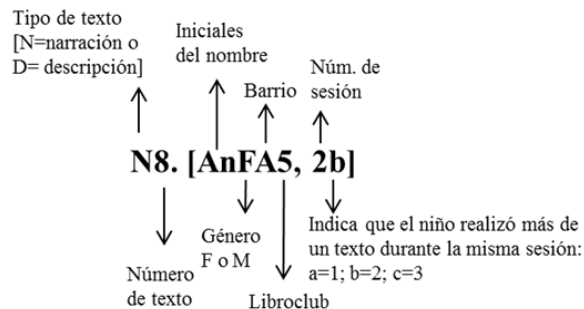 Tipo de texto
[N=narración o
D= descripción]
Iniciales
del nombre
Barrio
Núm. de
sesión
N8. [AnFA5, 2b]
Número
de texto
Género
F o M
Libroclub
Indica que el niño realizó más de
un texto durante la misma sesión:
a=1; b=2; c=3